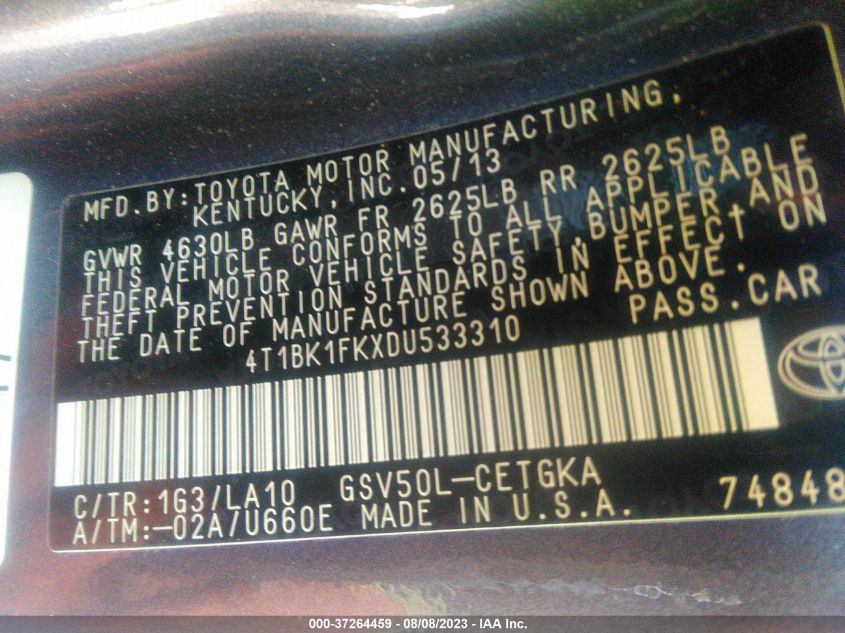 MFD. BY: TOYOTA MOTOR MANUFACTURING,
KENTUCKY, INC. 05/13
GVWR 4630LB GAWR FR 2625LB RR 2625LB
THIS VEHICLE CONFORMS TO ALL APPLICABLE
FEDERAL MOTOR VEHICLE SAFETY, BUMPER, AND
THEFT PREVENTION STANDARDS IN EFFECT ON
THE DATE OF MANUFACTURE SHOWN ABOVE.
4T1BK1FKXDU533310 PASS. CAR
C/TR: 1G3/LA10 GSV50L-CETGKA
A/TM: -02A/U660E MADE IN U.S.A. 74848
000-37264459 - 08/08/2023 - IAA Inc.